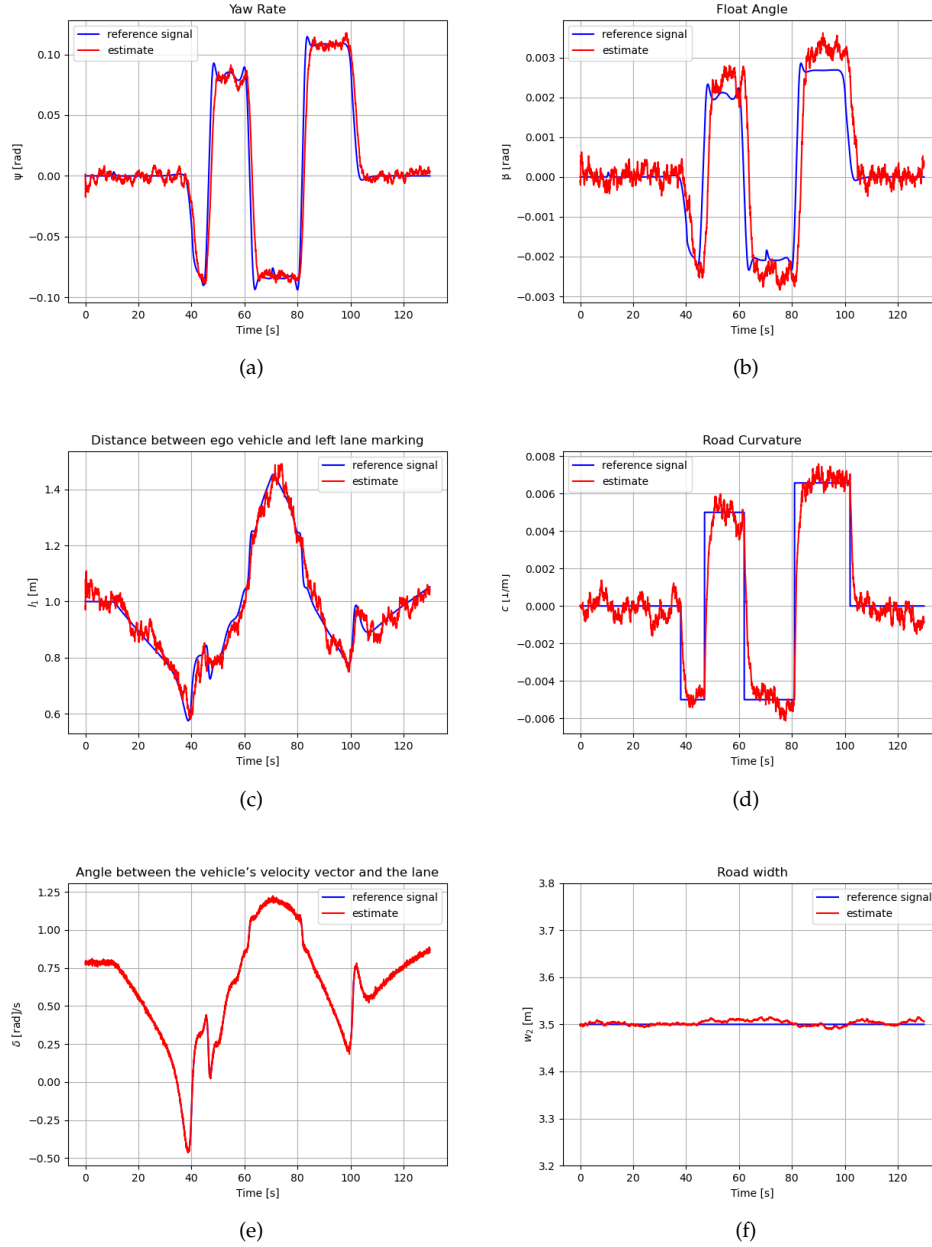 Yaw Rate
reference signal
estimate
0.10
0.05
0.00
−0.05
−0.10
ψ [rad]
0 20 40 60 80 100 120
Time [s]
(a)
Float Angle
reference signal
estimate
0.003
0.002
0.001
0.000
−0.001
−0.002
−0.003
β [rad]
0 20 40 60 80 100 120
Time [s]
(b)
Distance between ego vehicle and left lane marking
reference signal
estimate
1.4
1.2
1.0
0.8
0.6
l₁ [m]
0 20 40 60 80 100 120
Time [s]
(c)
Road Curvature
reference signal
estimate
0.008
0.006
0.004
0.002
0.000
−0.002
−0.004
−0.006
c [1/m]
0 20 40 60 80 100 120
Time [s]
(d)
Angle between the vehicle’s velocity vector and the lane
reference signal
estimate
1.25
1.00
0.75
0.50
0.25
0.00
−0.25
−0.50
δ [rad]/s
0 20 40 60 80 100 120
Time [s]
(e)
Road width
reference signal
estimate
3.8
3.7
3.6
3.5
3.4
3.3
3.2
w₂ [m]
0 20 40 60 80 100 120
Time [s]
(f)